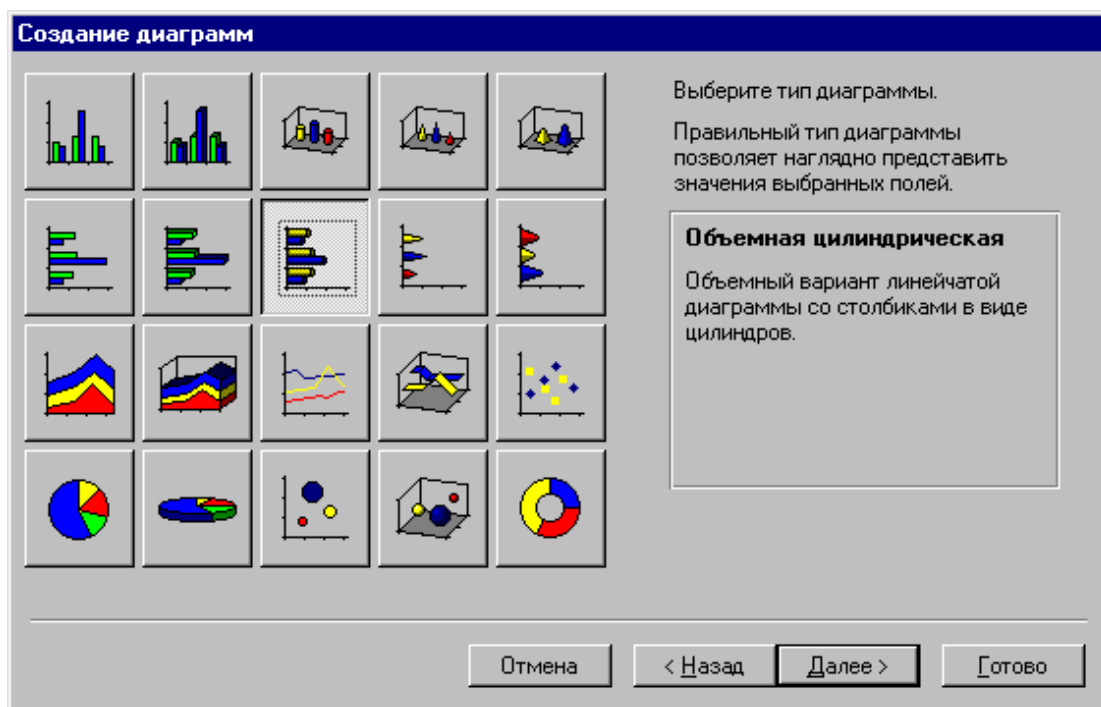 Создание диаграмм
Выберите тип диаграммы.
Правильный тип диаграммы
позволяет наглядно представить
значения выбранных полей.
Объемная цилиндрическая
Объемный вариант линейчатой
диаграммы со столбиками в виде
цилиндров.
Отмена
< Назад
Далее >
Готово